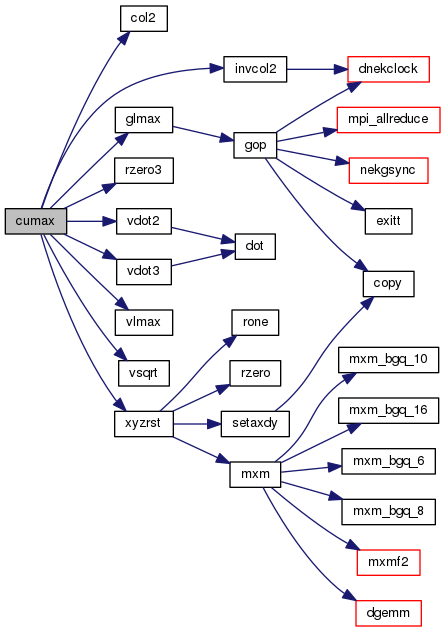 col2
invcol2
dnekclock
glmax
mpi_allreduce
gop
rzero3
nekgsync
cumax
vdot2
exitt
dot
vdot3
copy
vlmax
rone
mxm_bgq_10
vsqrt
rzero
mxm_bgq_16
xyzrst
setaxdy
mxm_bgq_6
mxm
mxm_bgq_8
mxmf2
dgemm